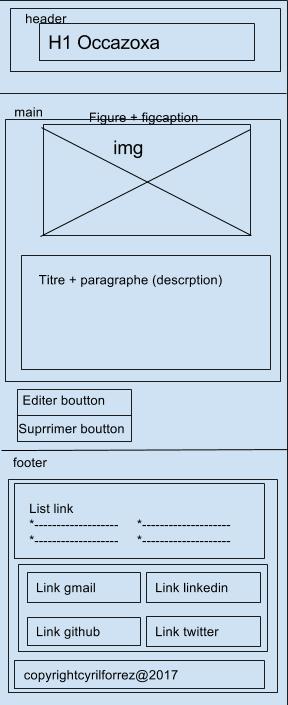 header
H1 Occazoxa
main
Figure + figcaption
img
Titre + paragraphe (descrption)
Editer boutton
Suprrimer boutton
footer
List link
*------------------- *--------------------
*------------------- *--------------------
Link gmail Link linkedin
Link github Link twitter
copyrightcyrilforrez@2017